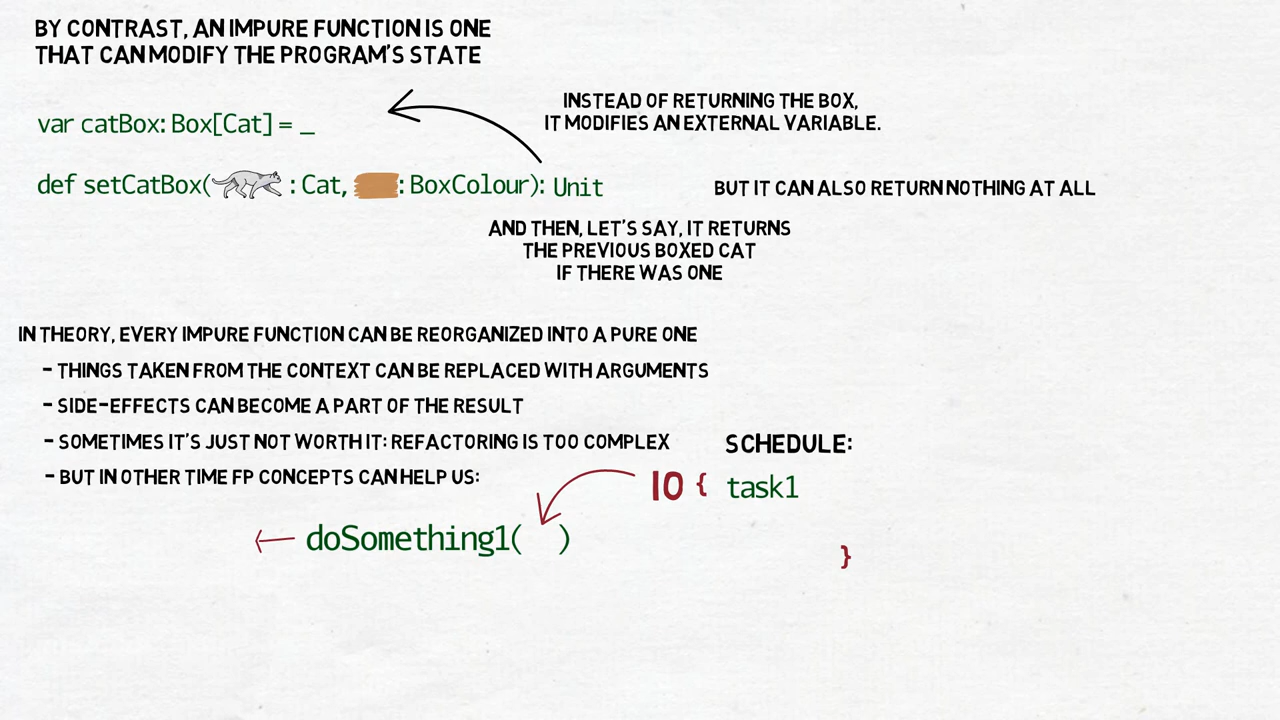 BY CONTRAST, AN IMPURE FUNCTION IS ONE
THAT CAN MODIFY THE PROGRAM'S STATE
INSTEAD OF RETURNING THE BOX,
IT MODIFIES AN EXTERNAL VARIABLE.
var catBox: Box[Cat] = _
def setCatBox( : Cat, : BoxColour): Unit
BUT IT CAN ALSO RETURN NOTHING AT ALL
AND THEN, LET'S SAY, IT RETURNS
THE PREVIOUS BOXED CAT
IF THERE WAS ONE
IN THEORY, EVERY IMPURE FUNCTION CAN BE REORGANIZED INTO A PURE ONE
- THINGS TAKEN FROM THE CONTEXT CAN BE REPLACED WITH ARGUMENTS
- SIDE-EFFECTS CAN BECOME A PART OF THE RESULT
- SOMETIMES IT'S JUST NOT WORTH IT: REFACTORING IS TOO COMPLEX
- BUT IN OTHER TIME FP CONCEPTS CAN HELP US:
SCHEDULE:
IO { task1
}
doSomething1( )